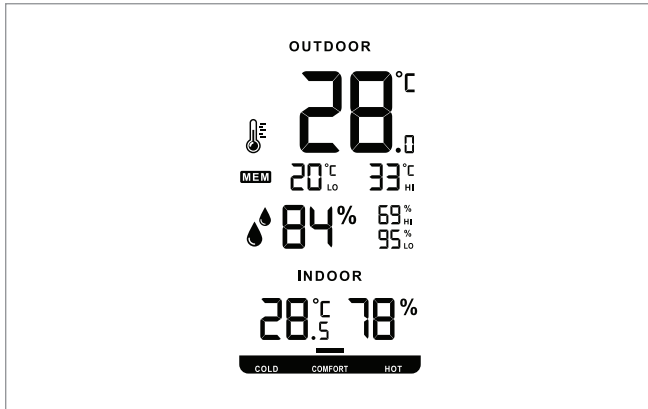 OUTDOOR
28.0 °C
MEM 20 °C LO 33 °C HI
84 % 69 % HI
95 % LO
INDOOR
28.5 °C 78 %
COLD COMFORT HOT